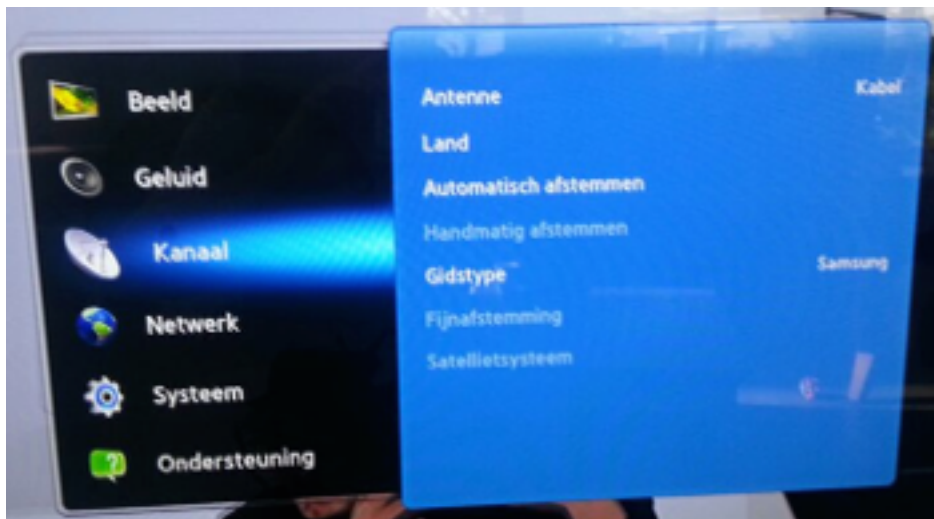 Beeld
Geluid
Kanaal
Netwerk
Systeem
Ondersteuning
Antenne Kabel
Land
Automatisch afstemmen
Handmatig afstemmen
Gidstype Samsung
Fijnafstemming
Satellietsysteem